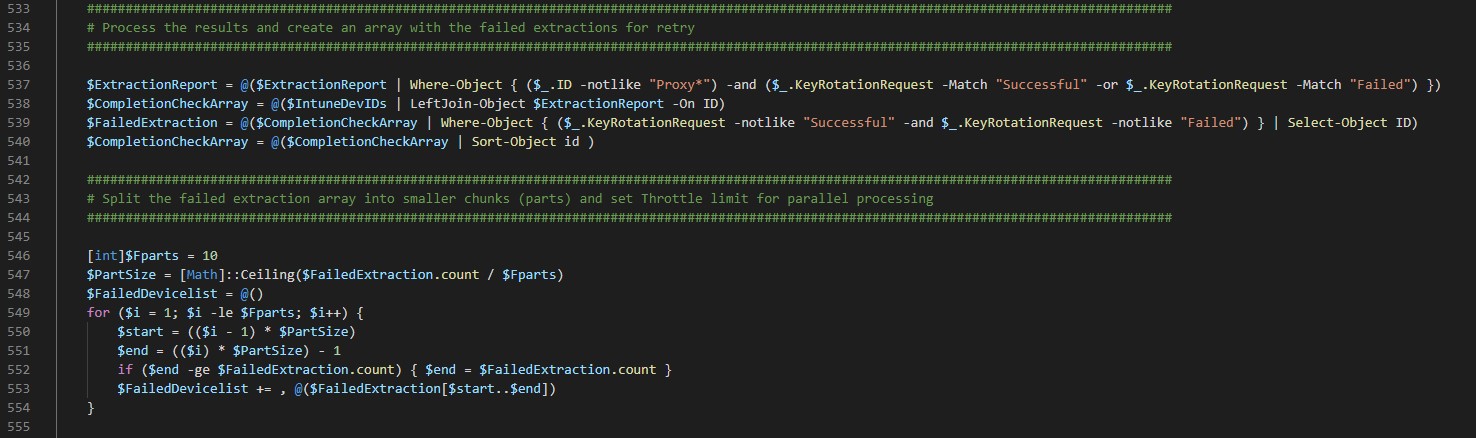 533 #############################################################################################################################################
534 # Process the results and create an array with the failed extractions for retry
535 #############################################################################################################################################
536
537 $ExtractionReport = @($ExtractionReport | Where-Object { ($_.ID -notlike "Proxy*") -and ($_.KeyRotationRequest -Match "Successful" -or $_.KeyRotationRequest -Match "Failed") })
538 $CompletionCheckArray = @($IntuneDevIDs | LeftJoin-Object $ExtractionReport -On ID)
539 $FailedExtraction = @($CompletionCheckArray | Where-Object { ($_.KeyRotationRequest -notlike "Successful" -and $_.KeyRotationRequest -notlike "Failed") } | Select-Object ID)
540 $CompletionCheckArray = @($CompletionCheckArray | Sort-Object id )
541
542 #############################################################################################################################################
543 # Split the failed extraction array into smaller chunks (parts) and set Throttle limit for parallel processing
544 #############################################################################################################################################
545
546 [int]$Fparts = 10
547 $PartSize = [Math]::Ceiling($FailedExtraction.count / $Fparts)
548 $FailedDevicelist = @()
549 for ($i = 1; $i -le $Fparts; $i++) {
550 $start = (($i - 1) * $PartSize)
551 $end = (($i) * $PartSize) - 1
552 if ($end -ge $FailedExtraction.count) { $end = $FailedExtraction.count }
553 $FailedDevicelist += , @($FailedExtraction[$start..$end])
554 }
555